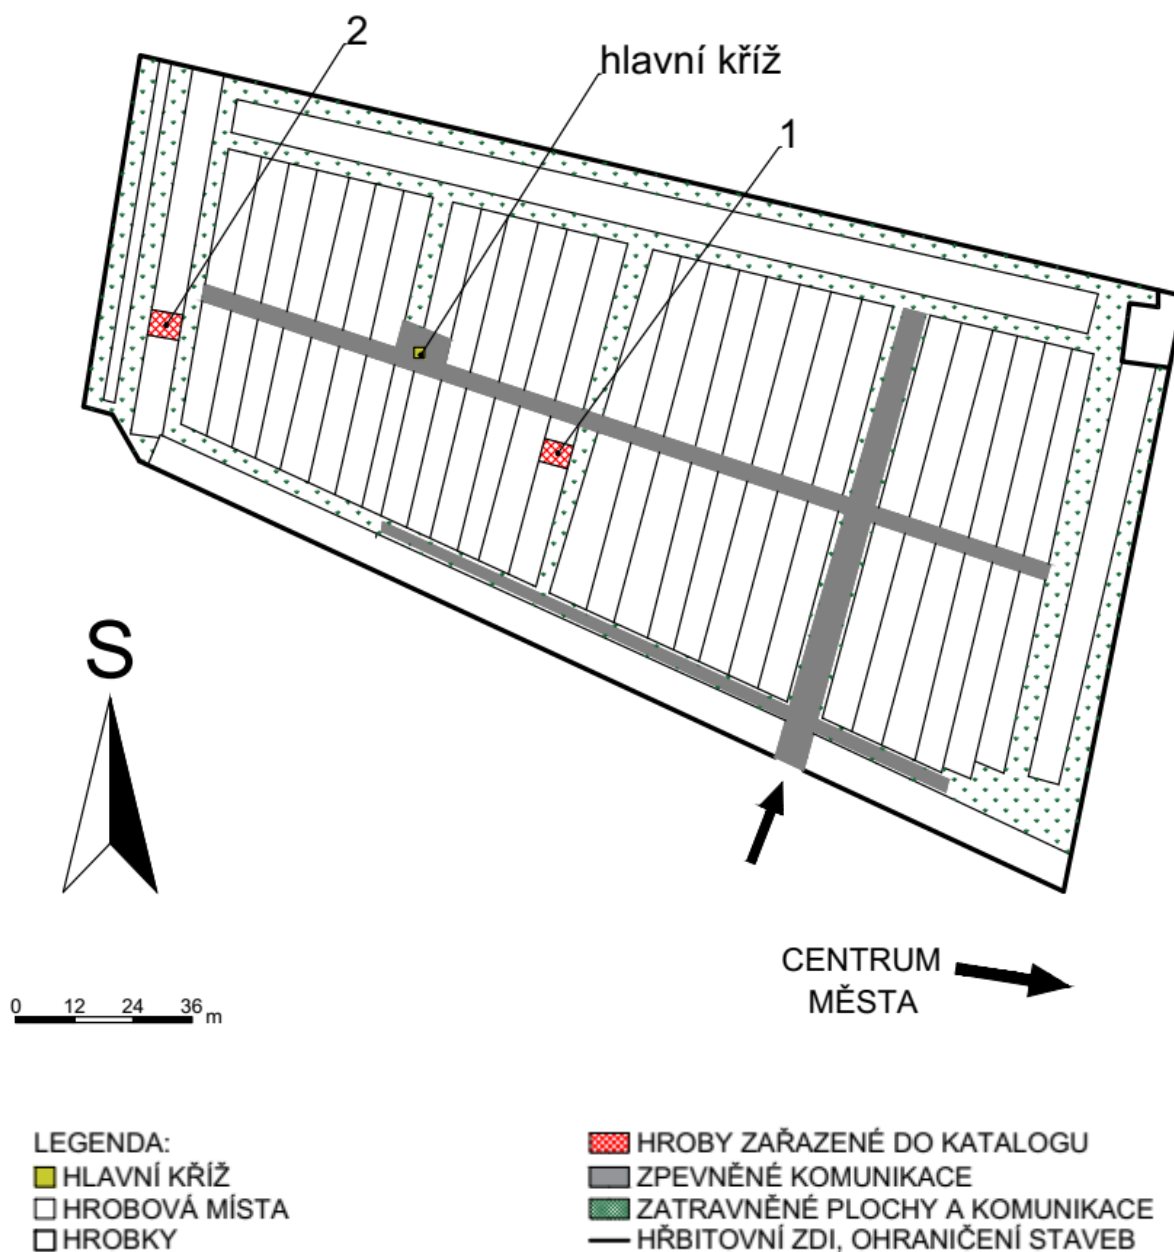 2
hlavní kříž
1
S
CENTRUM
MĚSTA
0 12 24 36 m
LEGENDA:
HLAVNÍ KŘÍŽ
HROBOVÁ MÍSTA
HROBKY
HROBY ZAŘAZENÉ DO KATALOGU
ZPEVNĚNÉ KOMUNIKACE
ZATRAVNĚNÉ PLOCHY A KOMUNIKACE
HŘBITOVNÍ ZDI, OHRANIČENÍ STAVEB